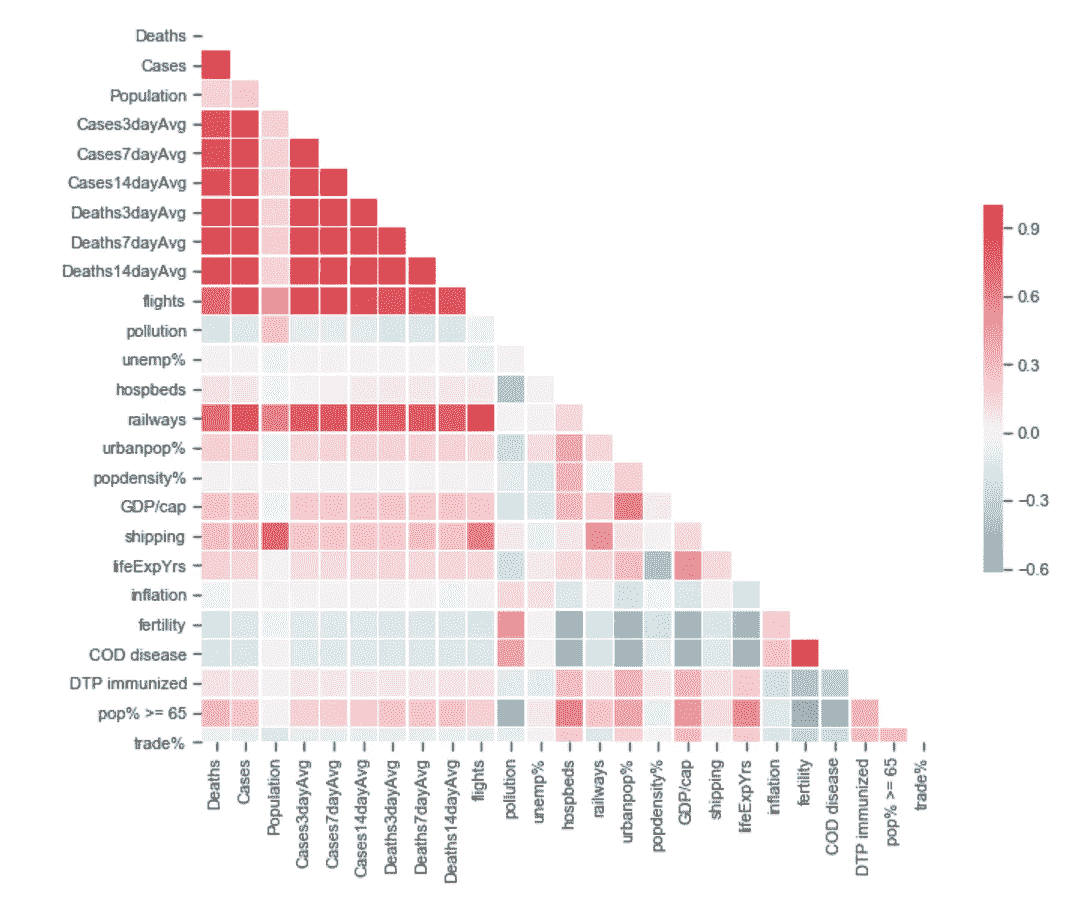 Deaths
Cases
Population
Cases3dayAvg
Cases7dayAvg
Cases14dayAvg
Deaths3dayAvg
Deaths7dayAvg
Deaths14dayAvg
flights
pollution
unemp%
hospbeds
railways
urbanpop%
popdensity%
GDP/cap
shipping
lifeExpYrs
inflation
fertility
COD disease
DTP immunized
pop% >= 65
trade%
0.9
0.6
0.3
0.0
−0.3
−0.6
Deaths
Cases
Population
Cases3dayAvg
Cases7dayAvg
Cases14dayAvg
Deaths3dayAvg
Deaths7dayAvg
Deaths14dayAvg
flights
pollution
unemp%
hospbeds
railways
urbanpop%
popdensity%
GDP/cap
shipping
lifeExpYrs
inflation
fertility
COD disease
DTP immunized
pop% >= 65
trade%